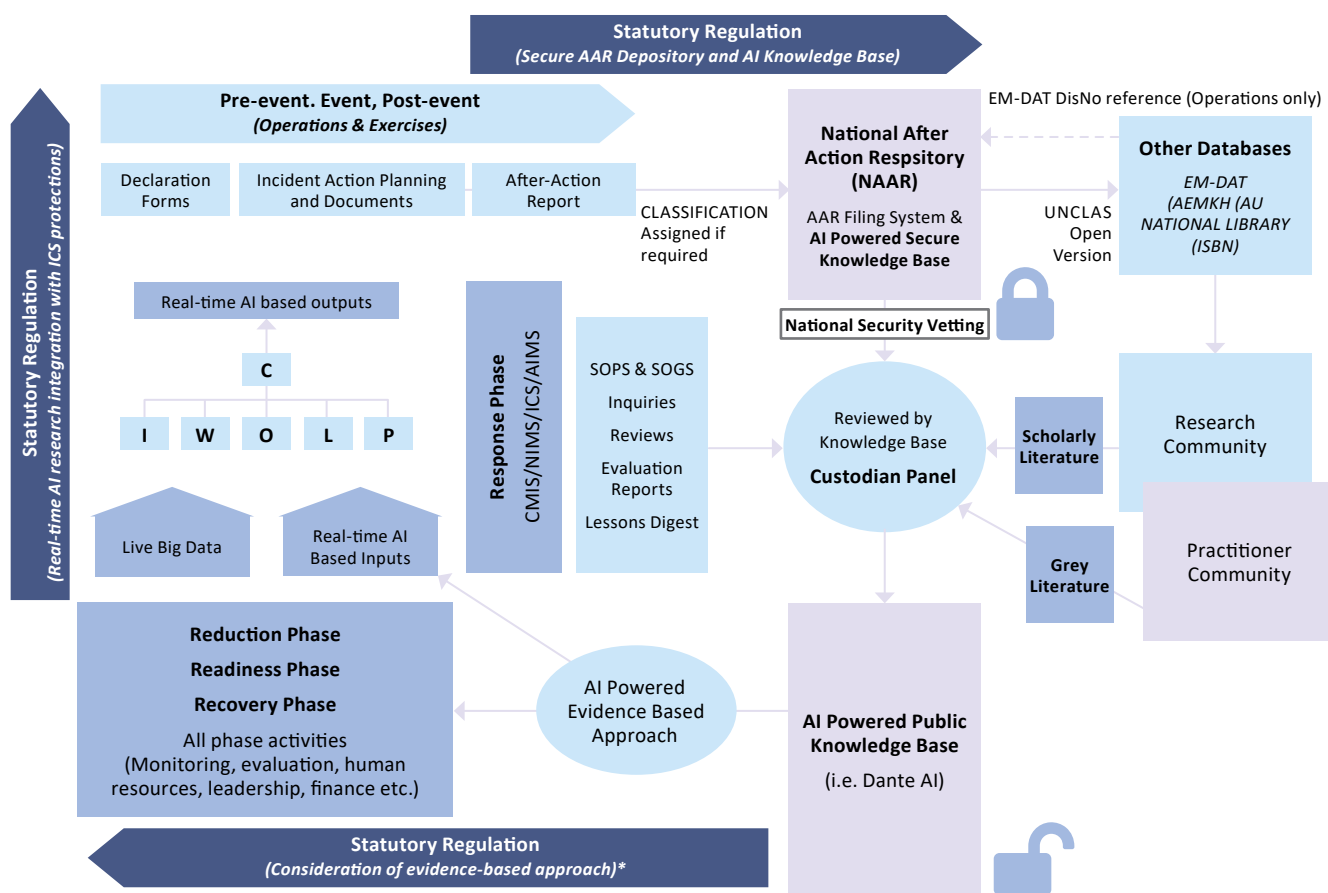 Statutory Regulation
(Secure AAR Depository and AI Knowledge Base)
Statutory Regulation
(Real-time AI research integration with ICS protections)
Pre-event. Event, Post-event
(Operations & Exercises)
Declaration
Forms
Incident Action Planning
and Documents
After-Action
Report
CLASSIFICATION
Assigned if
required
National After
Action Respsitory
(NAAR)
AAR Filing System &
AI Powered Secure
Knowledge Base
EM-DAT DisNo reference (Operations only)
UNCLAS
Open
Version
Other Databases
EM-DAT
(AEMKH (AU
NATIONAL LIBRARY
(ISBN)
Real-time AI based outputs
C
I
W
O
L
P
Live Big Data
Real-time AI
Based Inputs
Response Phase
CMIS/NIMS/ICS/AIMS
SOPS & SOGS
Inquiries
Reviews
Evaluation
Reports
Lessons Digest
National Security Vetting
Reviewed by
Knowledge Base
Custodian Panel
Scholarly
Literature
Research
Community
Grey
Literature
Practitioner
Community
Reduction Phase
Readiness Phase
Recovery Phase
All phase activities
(Monitoring, evaluation, human
resources, leadership, finance etc.)
AI Powered
Evidence Based
Approach
AI Powered Public
Knowledge Base
(i.e. Dante AI)
Statutory Regulation
(Consideration of evidence-based approach)*